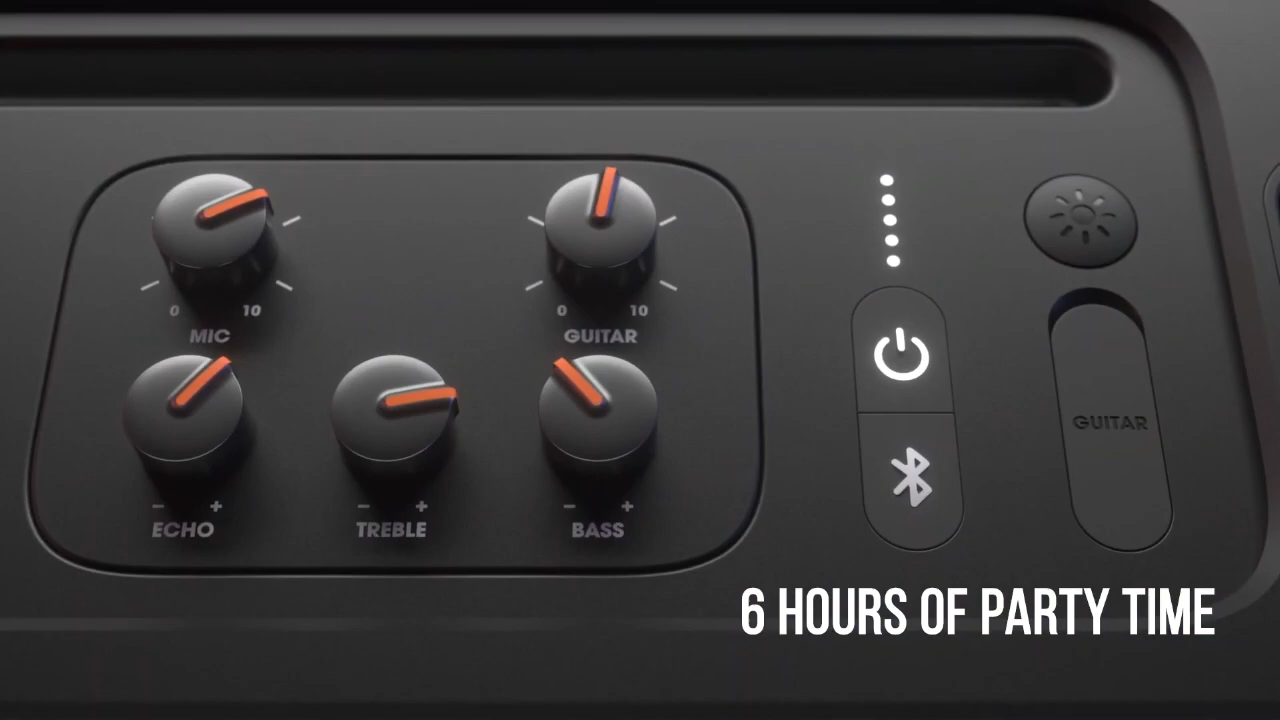 0 10
MIC
0 10
GUITAR
- +
ECHO
- +
TREBLE
- +
BASS
GUITAR
6 HOURS OF PARTY TIME